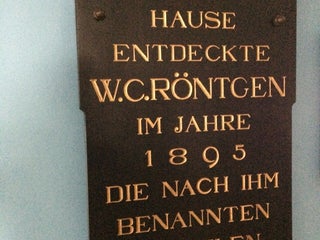 HAUSE
ENTDECKTE
W.C.RÖNTGEN
IM JAHRE
1895
DIE NACH IHM
BENANNTEN